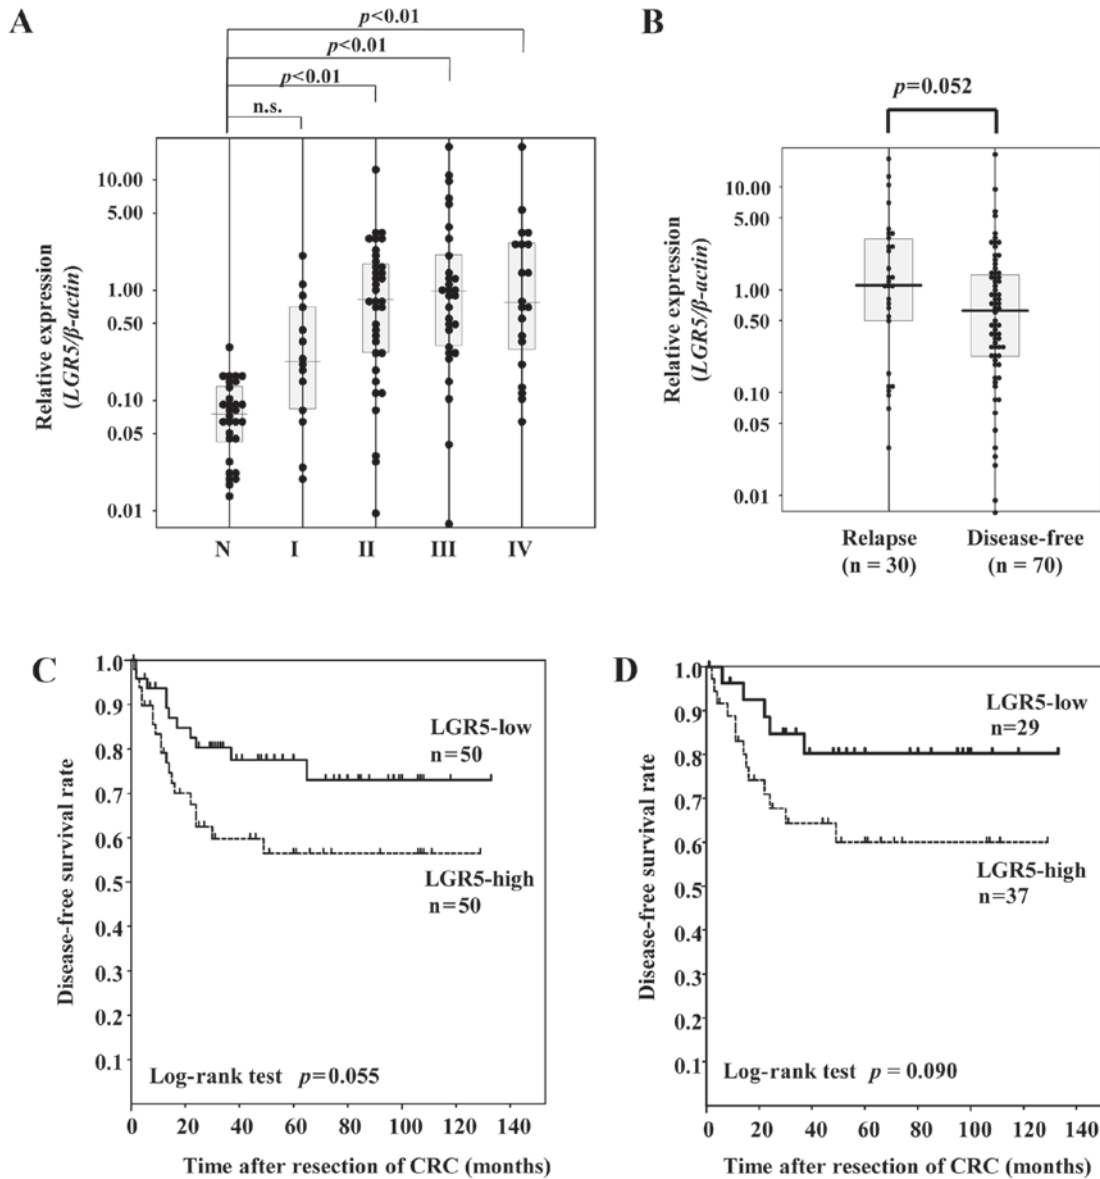 A
p<0.01
p<0.01
p<0.01
n.s.
10.00
5.00
1.00
0.50
0.10
0.05
0.01
Relative expression
(LGR5/β-actin)
N I II III IV
B
p=0.052
10.00
5.00
1.00
0.50
0.10
0.05
0.01
Relative expression
(LGR5/β-actin)
Relapse Disease-free
(n = 30) (n = 70)
C
1.0
0.9
0.8
0.7
0.6
0.5
0.4
0.3
0.2
0.1
Disease-free survival rate
LGR5-low
n=50
LGR5-high
n=50
Log-rank test p=0.055
0 20 40 60 80 100 120 140
Time after resection of CRC (months)
D
1.0
0.9
0.8
0.7
0.6
0.5
0.4
0.3
0.2
0.1
Disease-free survival rate
LGR5-low
n=29
LGR5-high
n=37
Log-rank test p = 0.090
0 20 40 60 80 100 120 140
Time after resection of CRC (months)